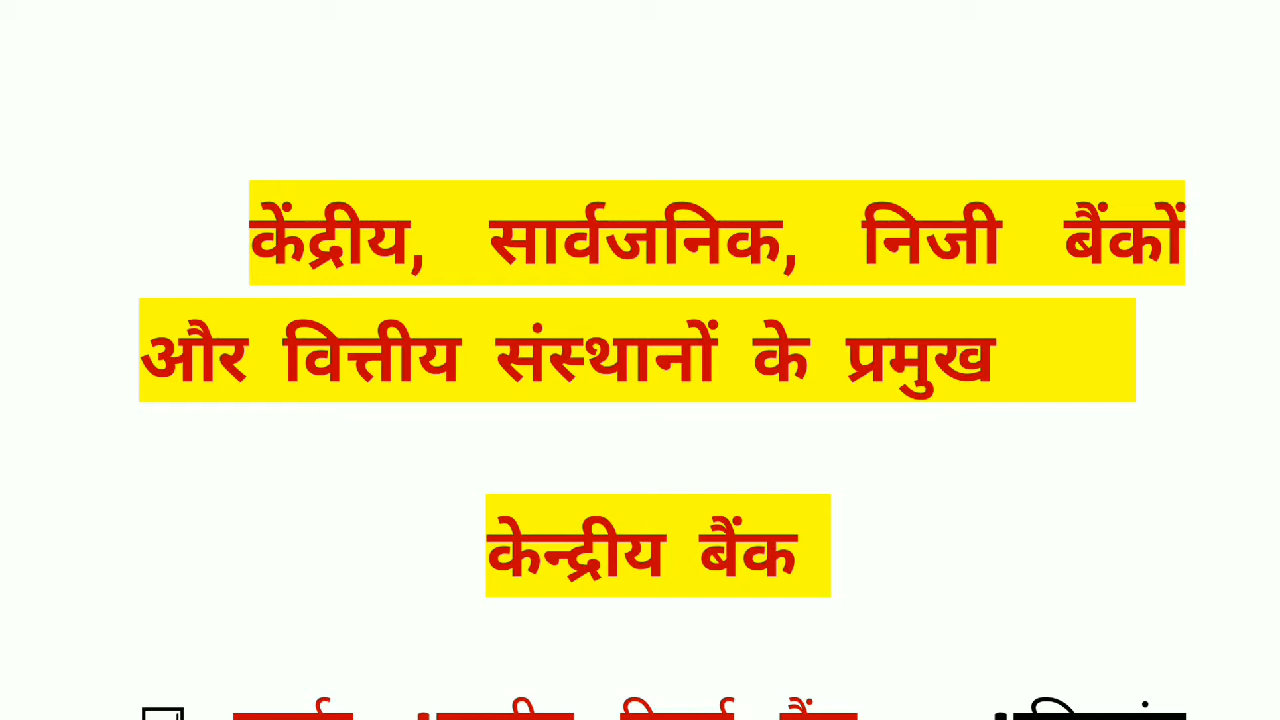 केंद्रीय, सार्वजनिक, निजी बैंकों
और वित्तीय संस्थानों के प्रमुख
केन्द्रीय बैंक